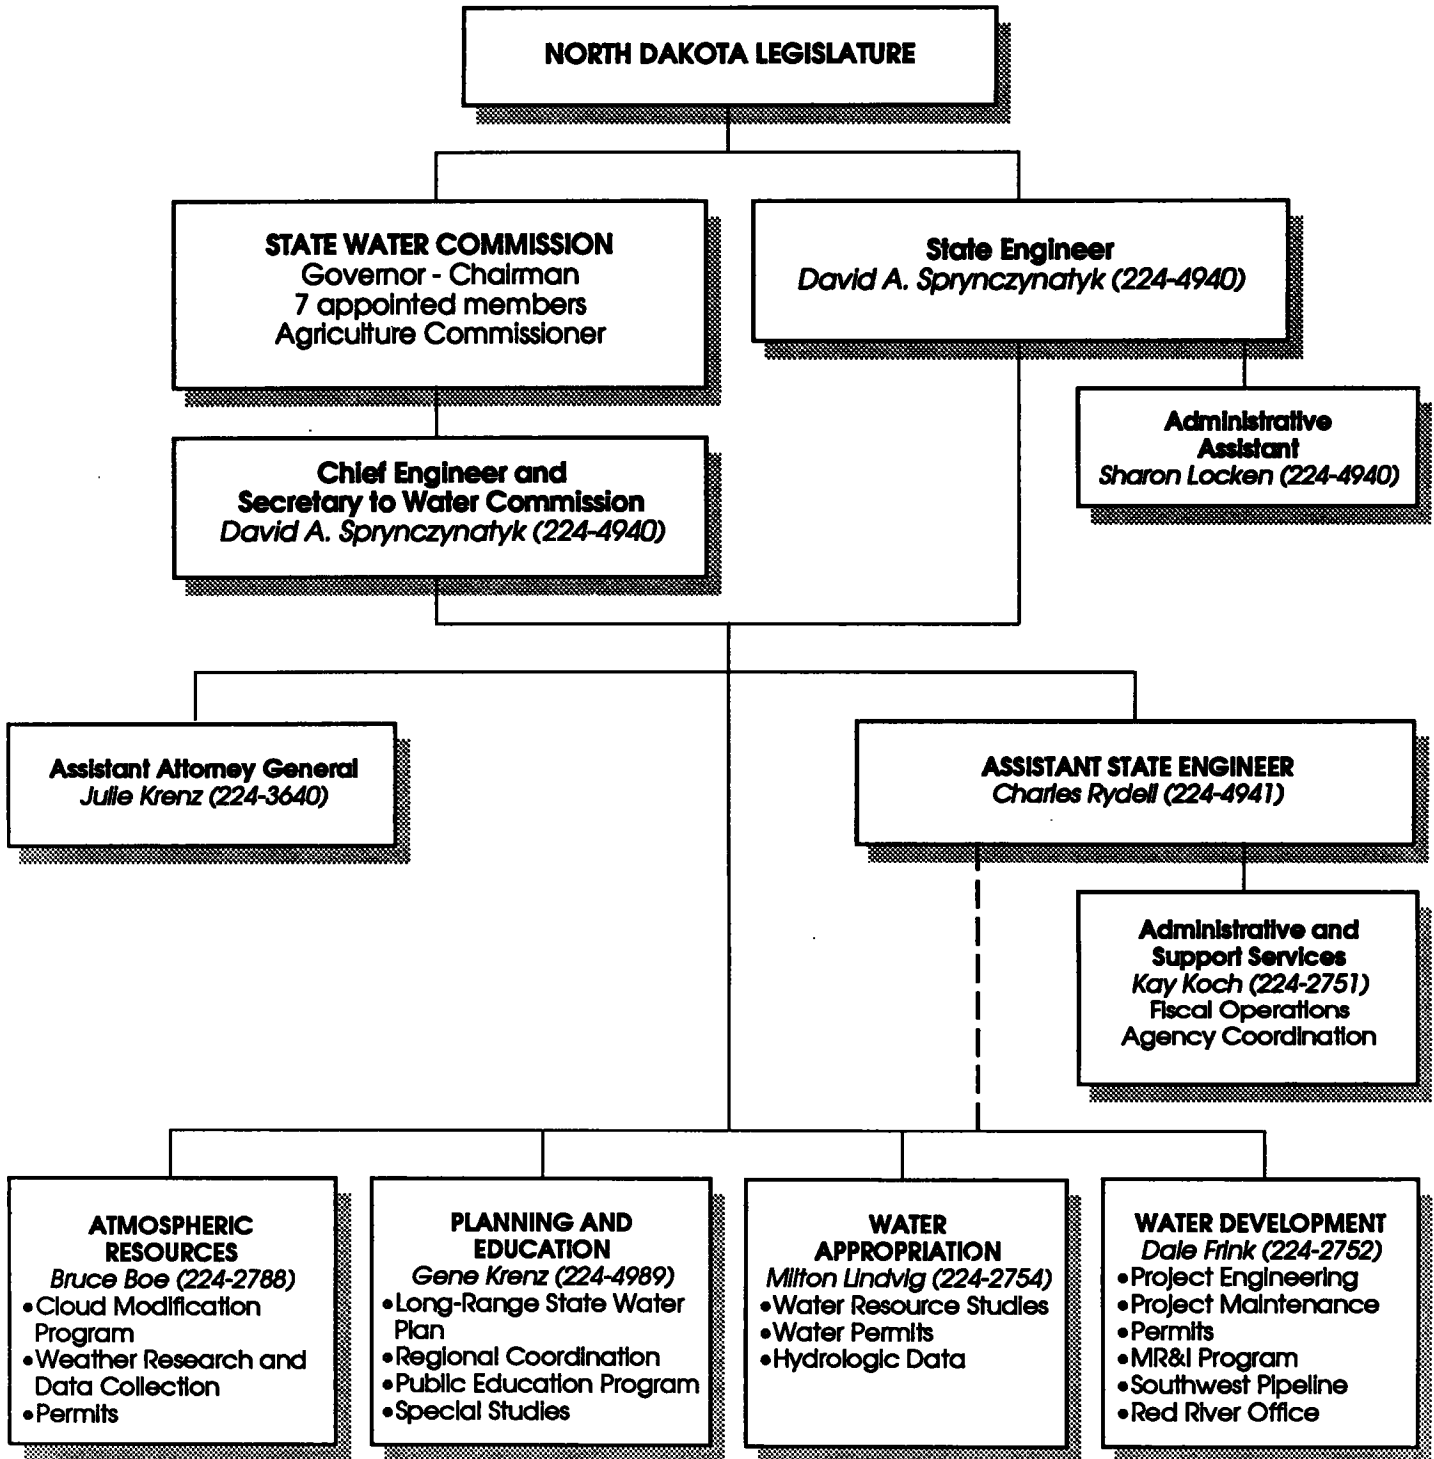 NORTH DAKOTA LEGISLATURE
STATE WATER COMMISSION
Governor - Chairman
7 appointed members
Agriculture Commissioner
State Engineer
David A. Sprynczynatyk (224-4940)
Administrative
Assistant
Sharon Locken (224-4940)
Chief Engineer and
Secretary to Water Commission
David A. Sprynczynatyk (224-4940)
Assistant Attorney General
Julie Krenz (224-3640)
ASSISTANT STATE ENGINEER
Charles Rydell (224-4941)
Administrative and
Support Services
Kay Koch (224-2751)
Fiscal Operations
Agency Coordination
ATMOSPHERIC
RESOURCES
Bruce Boe (224-2788)
•Cloud Modification
Program
•Weather Research and
Data Collection
•Permits
PLANNING AND
EDUCATION
Gene Krenz (224-4989)
•Long-Range State Water
Plan
•Regional Coordination
•Public Education Program
•Special Studies
WATER
APPROPRIATION
Milton Lindvig (224-2754)
•Water Resource Studies
•Water Permits
•Hydrologic Data
WATER DEVELOPMENT
Dale Frink (224-2752)
•Project Engineering
•Project Maintenance
•Permits
•MR&I Program
•Southwest Pipeline
•Red River Office